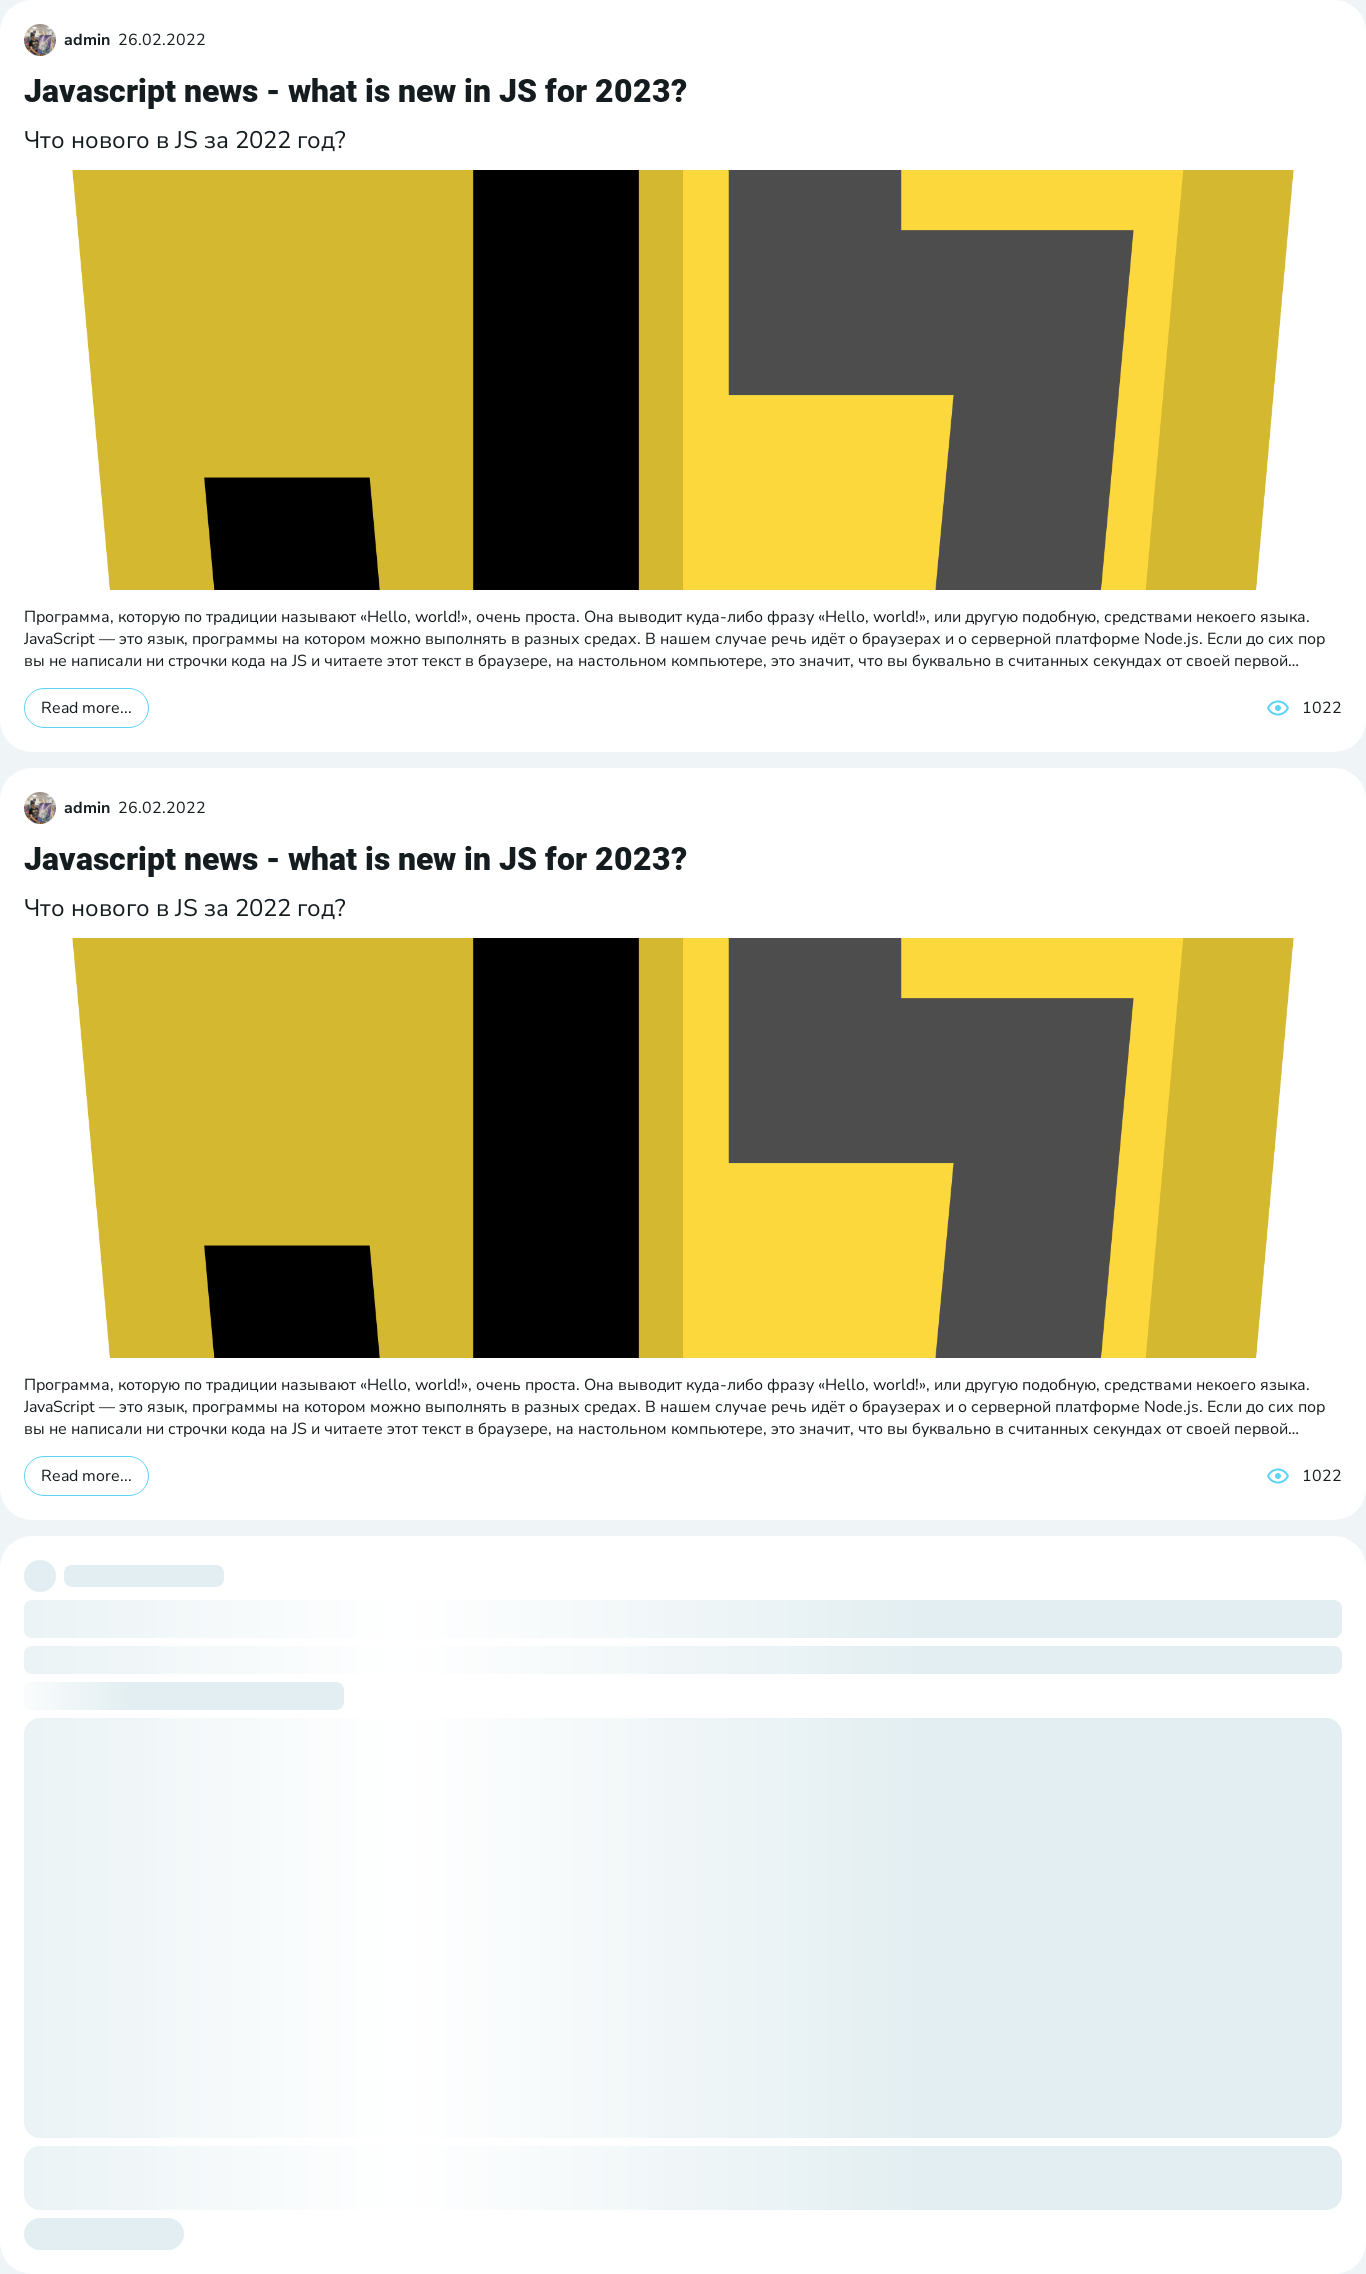 admin 26.02.2022
Javascript news - what is new in JS for 2023?
Что нового в JS за 2022 год?
Программа, которую по традиции называют «Hello, world!», очень проста. Она выводит куда-либо фразу «Hello, world!», или другую подобную, средствами некоего языка.
JavaScript — это язык, программы на котором можно выполнять в разных средах. В нашем случае речь идёт о браузерах и о серверной платформе Node.js. Если до сих пор
вы не написали ни строчки кода на JS и читаете этот текст в браузере, на настольном компьютере, это значит, что вы буквально в считанных секундах от своей первой...
Read more... 1022
admin 26.02.2022
Javascript news - what is new in JS for 2023?
Что нового в JS за 2022 год?
Программа, которую по традиции называют «Hello, world!», очень проста. Она выводит куда-либо фразу «Hello, world!», или другую подобную, средствами некоего языка.
JavaScript — это язык, программы на котором можно выполнять в разных средах. В нашем случае речь идёт о браузерах и о серверной платформе Node.js. Если до сих пор
вы не написали ни строчки кода на JS и читаете этот текст в браузере, на настольном компьютере, это значит, что вы буквально в считанных секундах от своей первой...
Read more... 1022